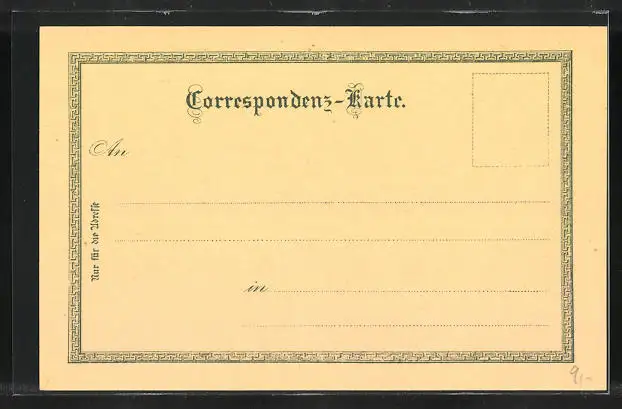 Correspondenz-Karte.
An
Nur für die Adresse
in
9,-